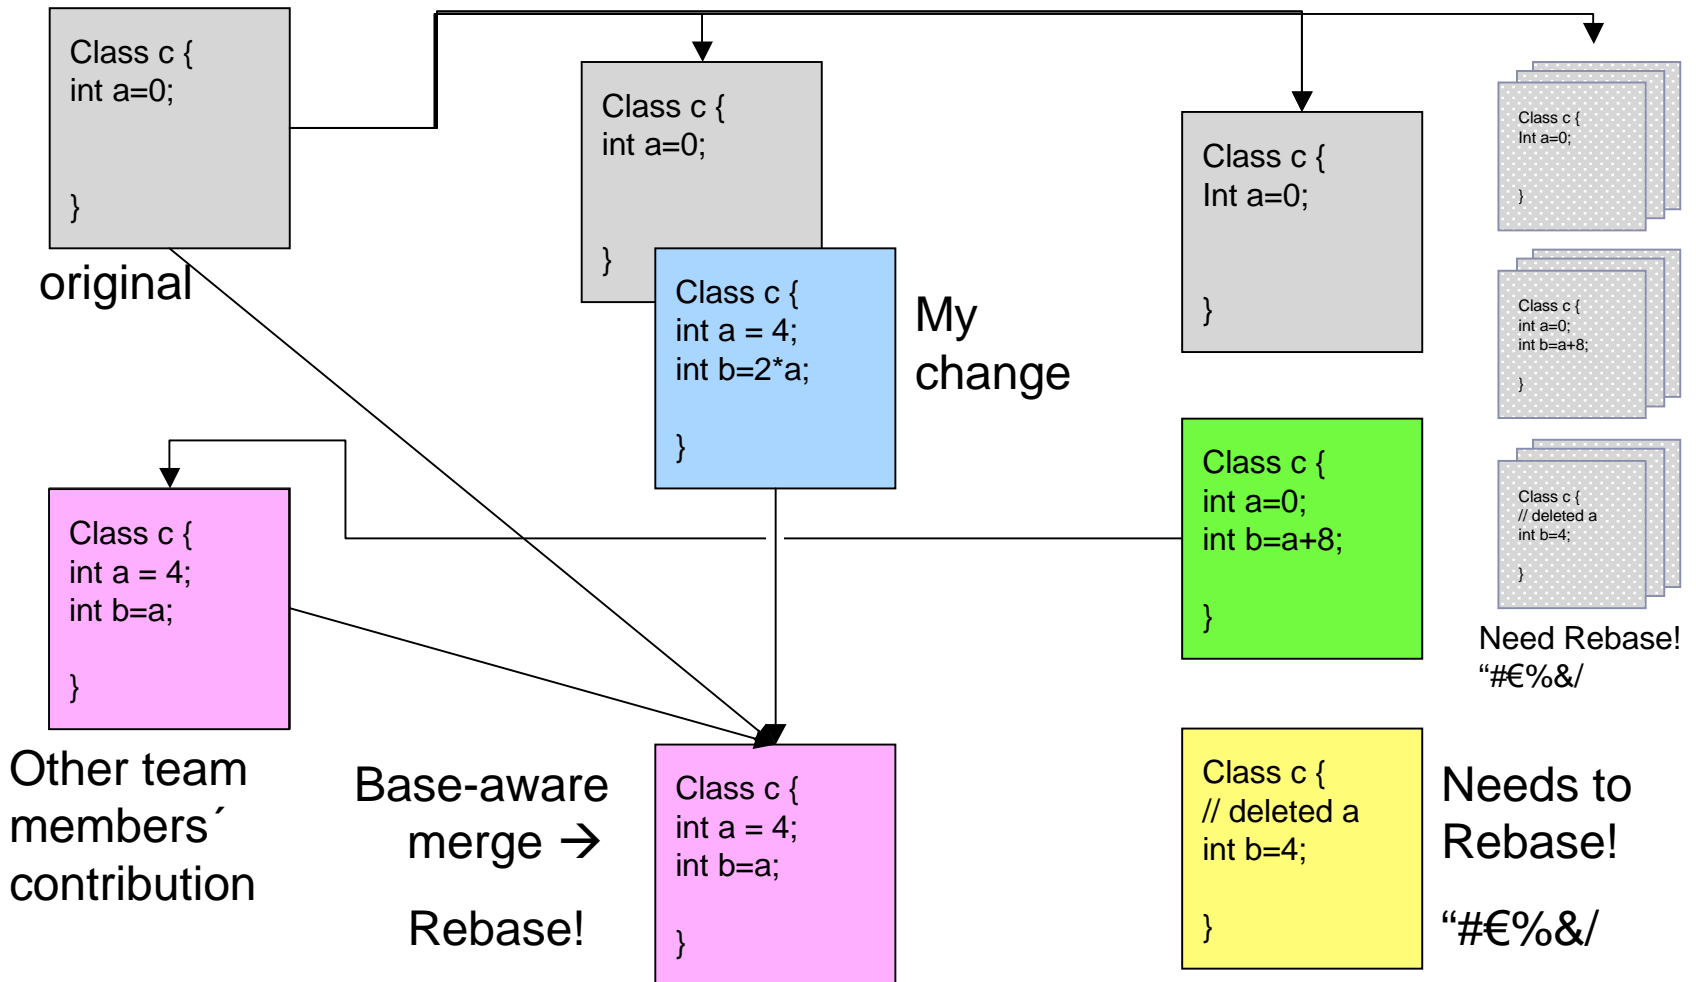 Class c {
int a=0;
}
original
Class c {
int a=0;
}
Class c {
int a = 4;
int b=2*a;
}
My
change
Class c {
Int a=0;
}
Class c {
Int a=0;
}
Class c {
int a=0;
int b=a+8;
}
Class c {
// deleted a
int b=4;
}
Need Rebase!
“#€%&/
Class c {
int a=0;
int b=a+8;
}
Class c {
int a = 4;
int b=a;
}
Other team
members´
contribution
Base-aware
merge →
Rebase!
Class c {
int a = 4;
int b=a;
}
Class c {
// deleted a
int b=4;
}
Needs to
Rebase!
“#€%&/